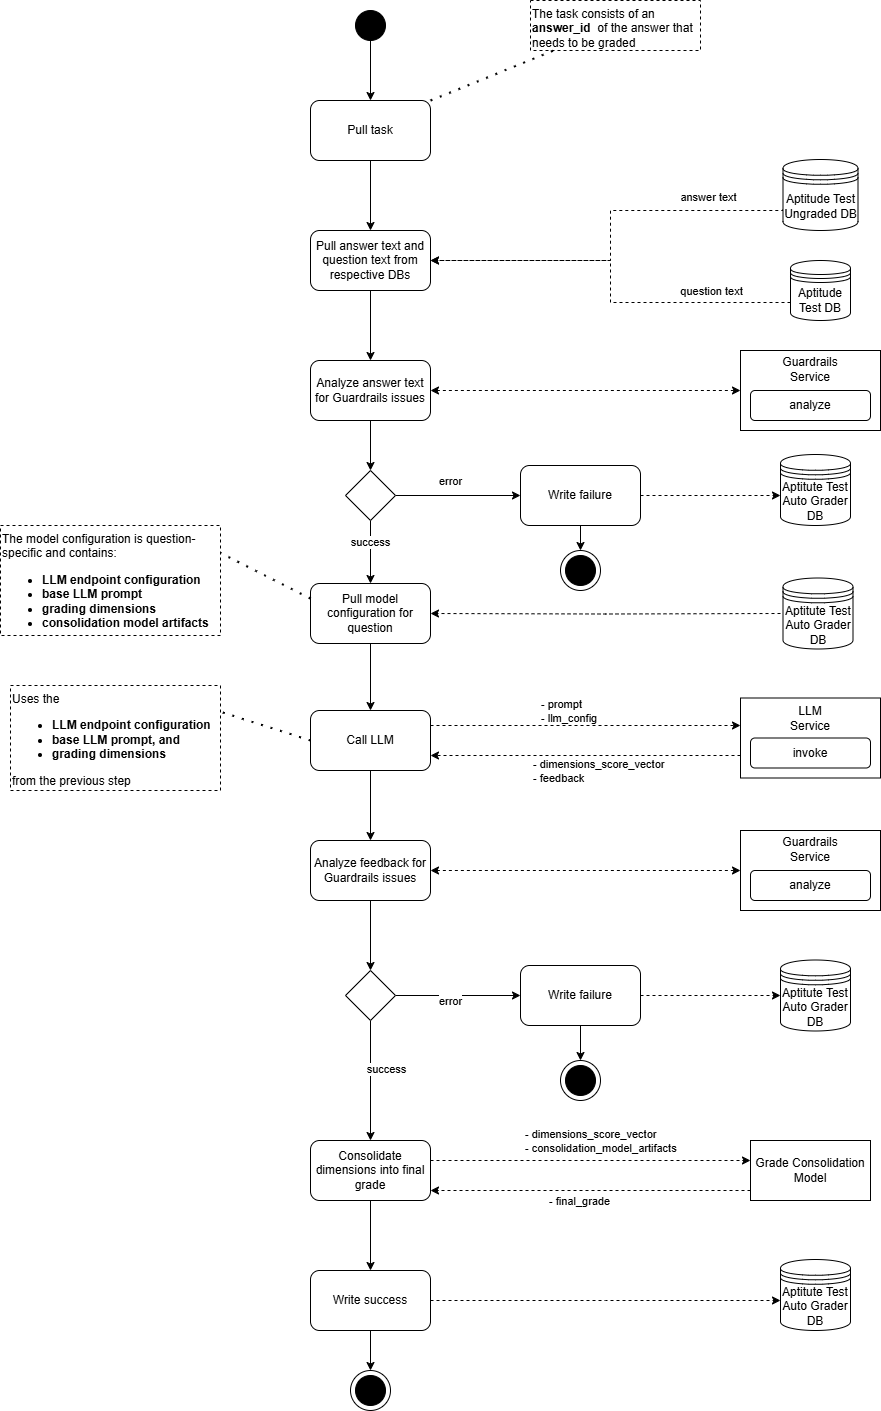 The task consists of an
answer_id of the answer that
needs to be graded
Pull task
answer text
Aptitude Test
Ungraded DB
Pull answer text and
question text from
respective DBs
question text
Aptitude
Test DB
Analyze answer text
for Guardrails issues
Guardrails
Service
analyze
error
Write failure
Aptitute Test
Auto Grader
DB
success
The model configuration is question-
specific and contains:
• LLM endpoint configuration
• base LLM prompt
• grading dimensions
• consolidation model artifacts
Pull model
configuration for
question
Aptitute Test
Auto Grader
DB
Uses the
• LLM endpoint configuration
• base LLM prompt, and
• grading dimensions
from the previous step
Call LLM
- prompt
- llm_config
- dimensions_score_vector
- feedback
LLM
Service
invoke
Analyze feedback for
Guardrails issues
Guardrails
Service
analyze
error
Write failure
Aptitute Test
Auto Grader
DB
success
Consolidate
dimensions into final
grade
- dimensions_score_vector
- consolidation_model_artifacts
- final_grade
Grade Consolidation
Model
Write success
Aptitute Test
Auto Grader
DB